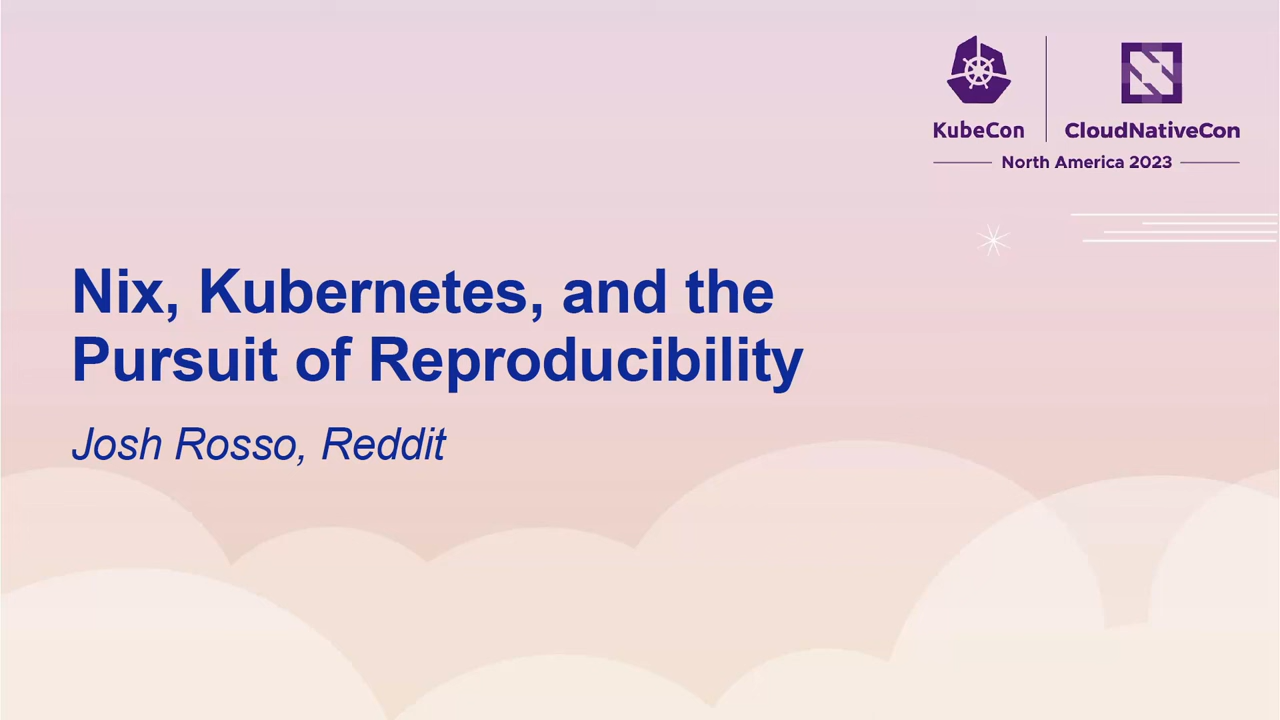 KubeCon
CloudNativeCon
North America 2023
Nix, Kubernetes, and the
Pursuit of Reproducibility
Josh Rosso, Reddit